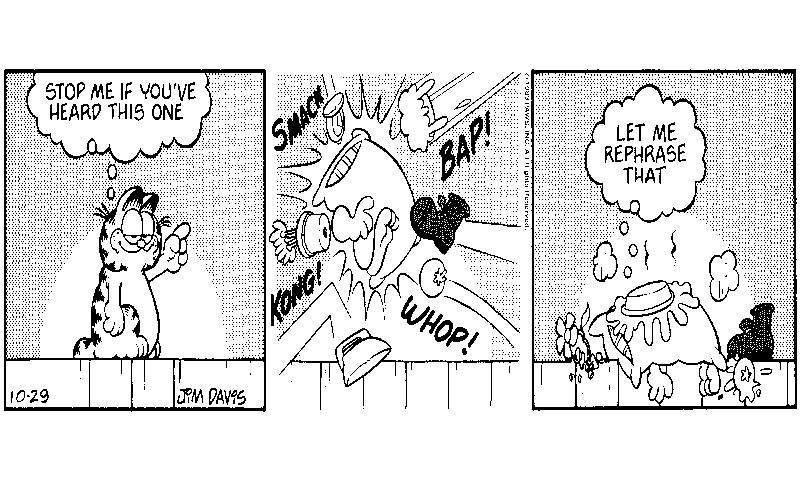 STOP ME IF YOU'VE
HEARD THIS ONE
10-29
JIM DAVIS
SMACK
BAP!
KONG!
WHOP!
LET ME
REPHRASE
THAT